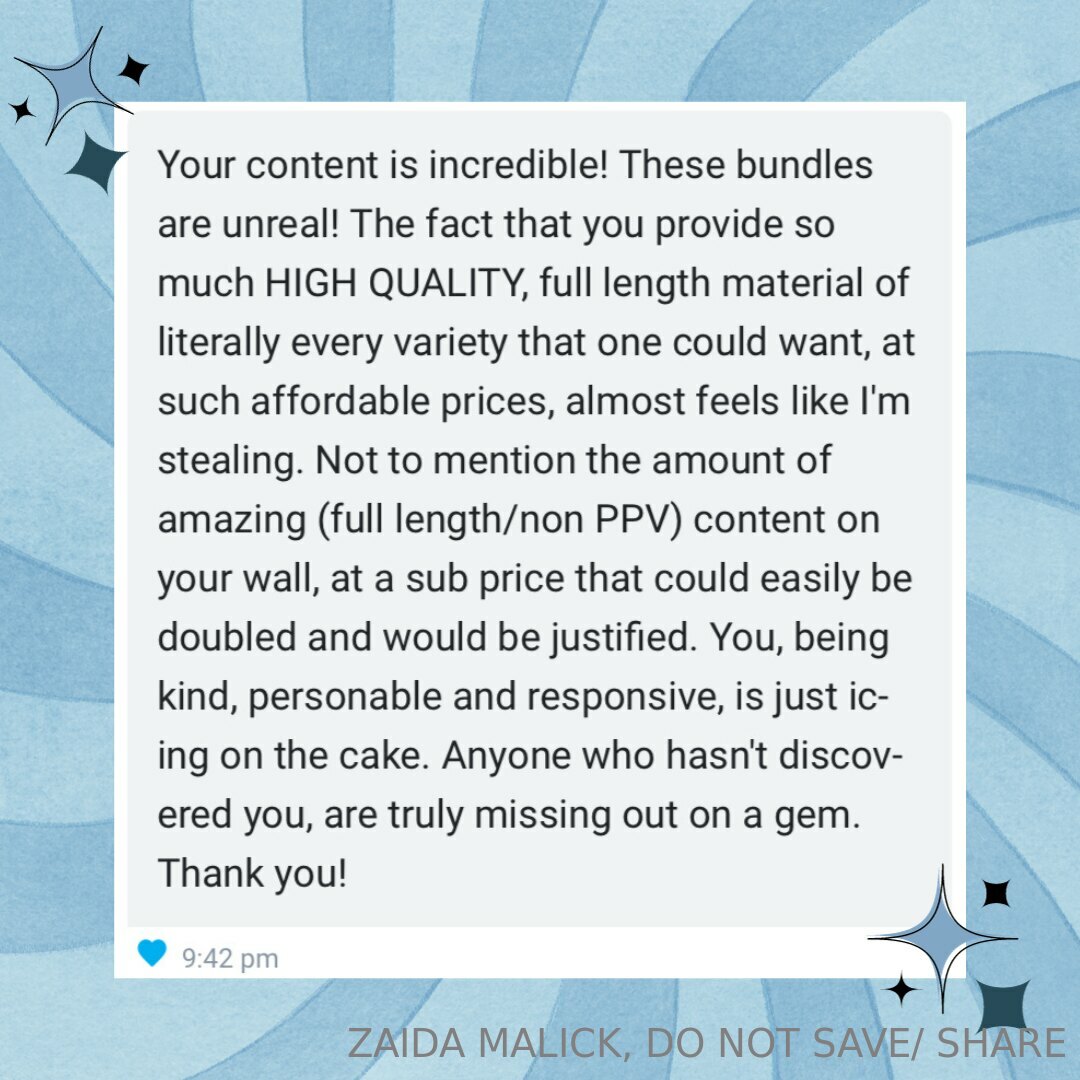 Your content is incredible! These bundles
are unreal! The fact that you provide so
much HIGH QUALITY, full length material of
literally every variety that one could want, at
such affordable prices, almost feels like I'm
stealing. Not to mention the amount of
amazing (full length/non PPV) content on
your wall, at a sub price that could easily be
doubled and would be justified. You, being
kind, personable and responsive, is just ic-
ing on the cake. Anyone who hasn't discov-
ered you, are truly missing out on a gem.
Thank you!
9:42 pm
ZAIDA MALICK, DO NOT SAVE/ SHARE